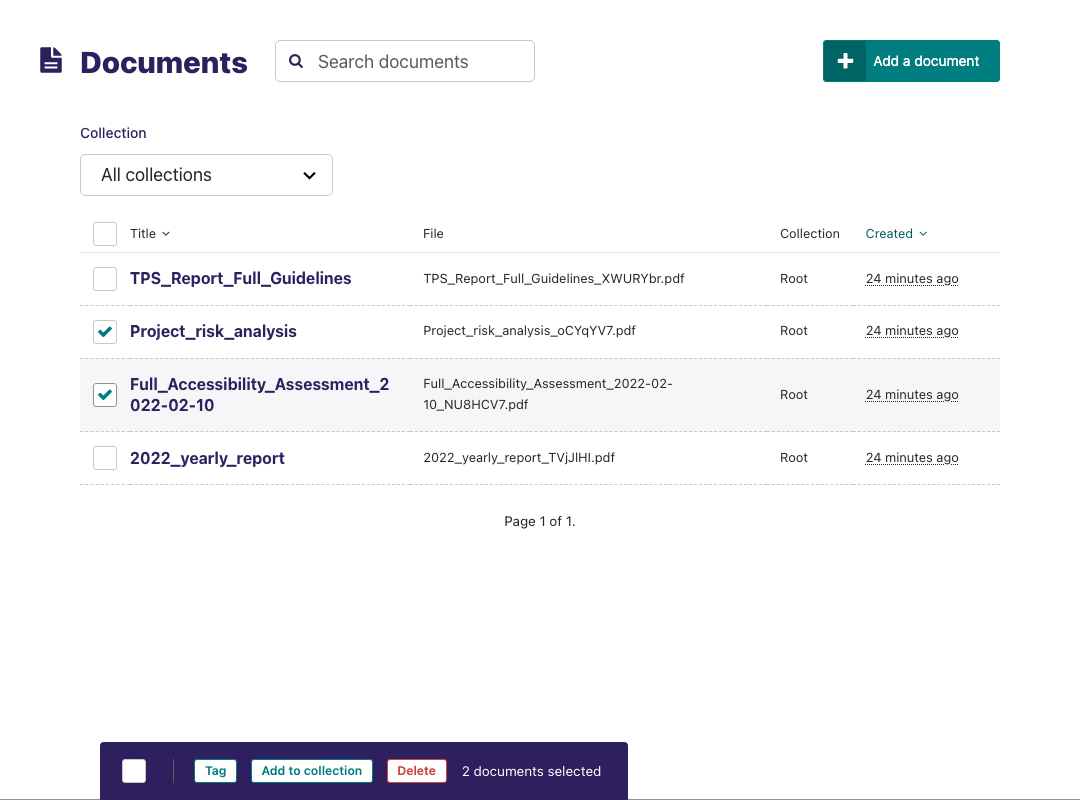 Documents
Search documents
Add a document
Collection
All collections
Title File Collection Created
TPS_Report_Full_Guidelines TPS_Report_Full_Guidelines_XWURYbr.pdf Root 24 minutes ago
Project_risk_analysis Project_risk_analysis_oCYqYV7.pdf Root 24 minutes ago
Full_Accessibility_Assessment_2
022-02-10
Full_Accessibility_Assessment_2022-02-
10_NU8HCV7.pdf
Root 24 minutes ago
2022_yearly_report 2022_yearly_report_TVjJlHI.pdf Root 24 minutes ago
Page 1 of 1.
Tag Add to collection Delete 2 documents selected